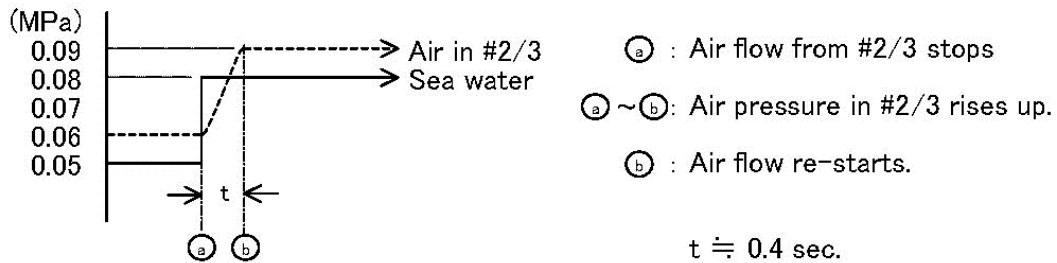 (MPa)
0.09
0.08
0.07
0.06
0.05
Air in #2/3
Sea water
t
ⓐ ⓑ
ⓐ : Air flow from #2/3 stops
ⓐ~ⓑ: Air pressure in #2/3 rises up.
ⓑ : Air flow re-starts.
t ≒ 0.4 sec.